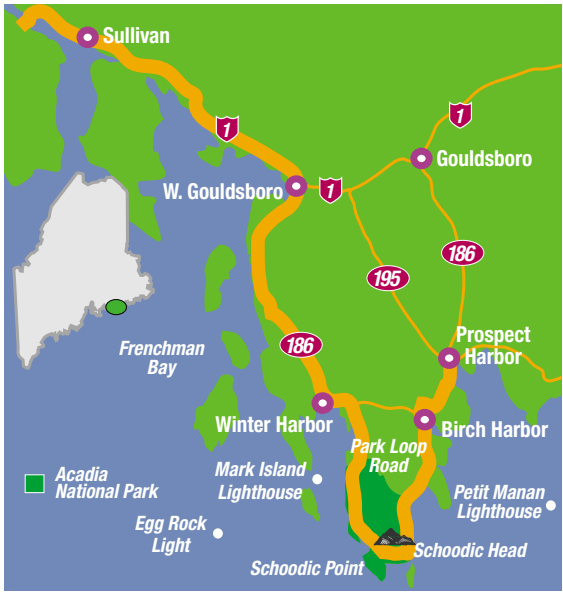 Sullivan
1
1
Gouldsboro
W. Gouldsboro
1
186
195
186
Prospect
Harbor
Frenchman
Bay
Winter Harbor
Birch Harbor
Park Loop
Road
Mark Island
Lighthouse
Acadia
National Park
Petit Manan
Lighthouse
Egg Rock
Light
Schoodic Head
Schoodic Point